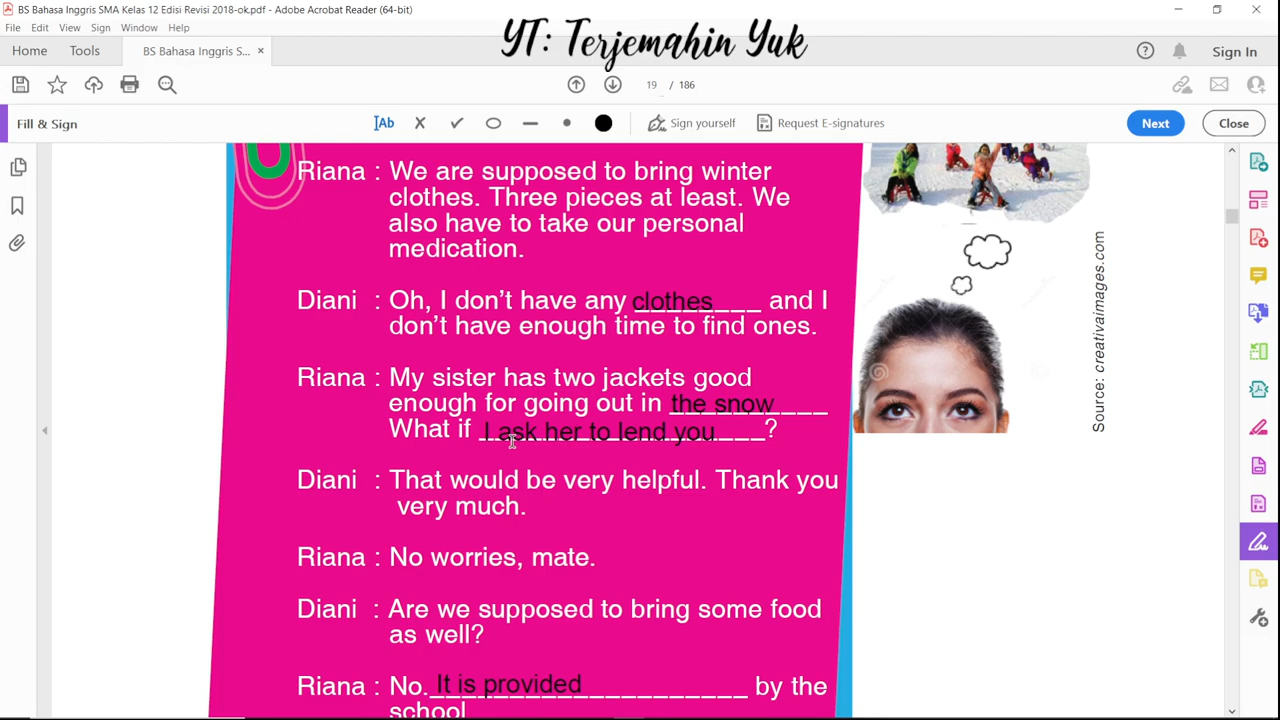 BS Bahasa Inggris SMA Kelas 12 Edisi Revisi 2018-ok.pdf - Adobe Acrobat Reader (64-bit)
File Edit View Sign Window Help
YT: Terjemahin Yuk
Home Tools BS Bahasa Inggris S... × Sign In
19 / 186
Fill & Sign Ab Sign yourself Request E-signatures Next Close
Riana : We are supposed to bring winter
clothes. Three pieces at least. We
also have to take our personal
medication.
Diani : Oh, I don't have any clothes and I
don't have enough time to find ones.
Riana : My sister has two jackets good
enough for going out in the snow
What if I ask her to lend you ?
Diani : That would be very helpful. Thank you
very much.
Riana : No worries, mate.
Diani : Are we supposed to bring some food
as well?
Riana : No. It is provided by the
school
Source: creativaimages.com